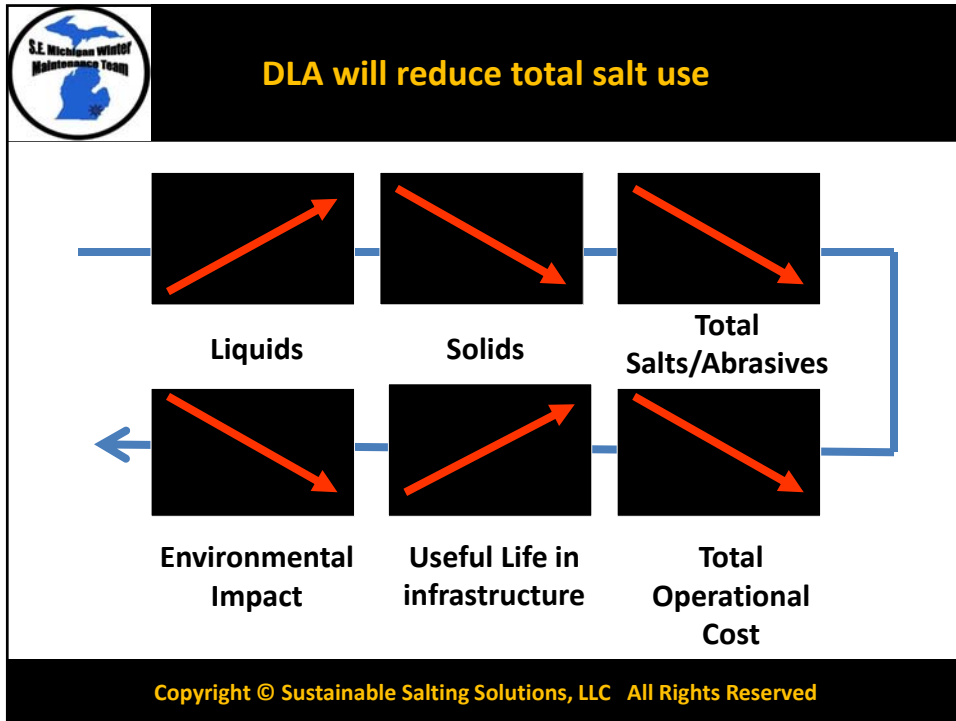 S.E. Michigan Winter
Maintenance Team
DLA will reduce total salt use
Liquids
Solids
Total
Salts/Abrasives
Environmental
Impact
Useful Life in
infrastructure
Total
Operational
Cost
Copyright © Sustainable Salting Solutions, LLC All Rights Reserved